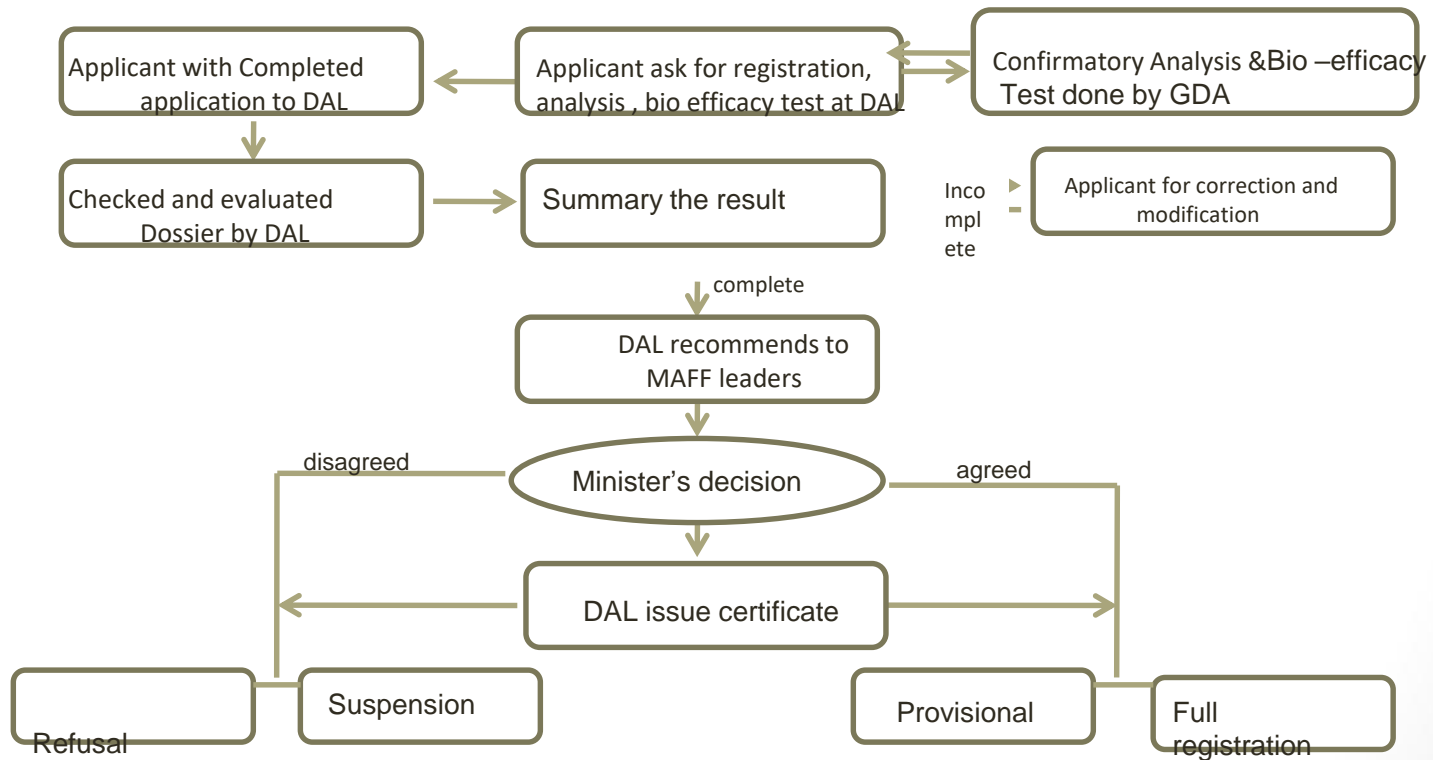 Applicant with Completed
application to DAL
Applicant ask for registration,
analysis , bio efficacy test at DAL
Confirmatory Analysis &Bio –efficacy
Test done by GDA
Checked and evaluated
Dossier by DAL
Summary the result
Inco
mpl
ete
Applicant for correction and
modification
complete
DAL recommends to
MAFF leaders
disagreed
Minister’s decision
agreed
DAL issue certificate
Refusal
Suspension
Provisional
Full
registration